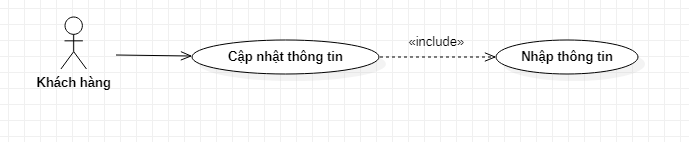 «include»
Cập nhật thông tin
Nhập thông tin
Khách hàng